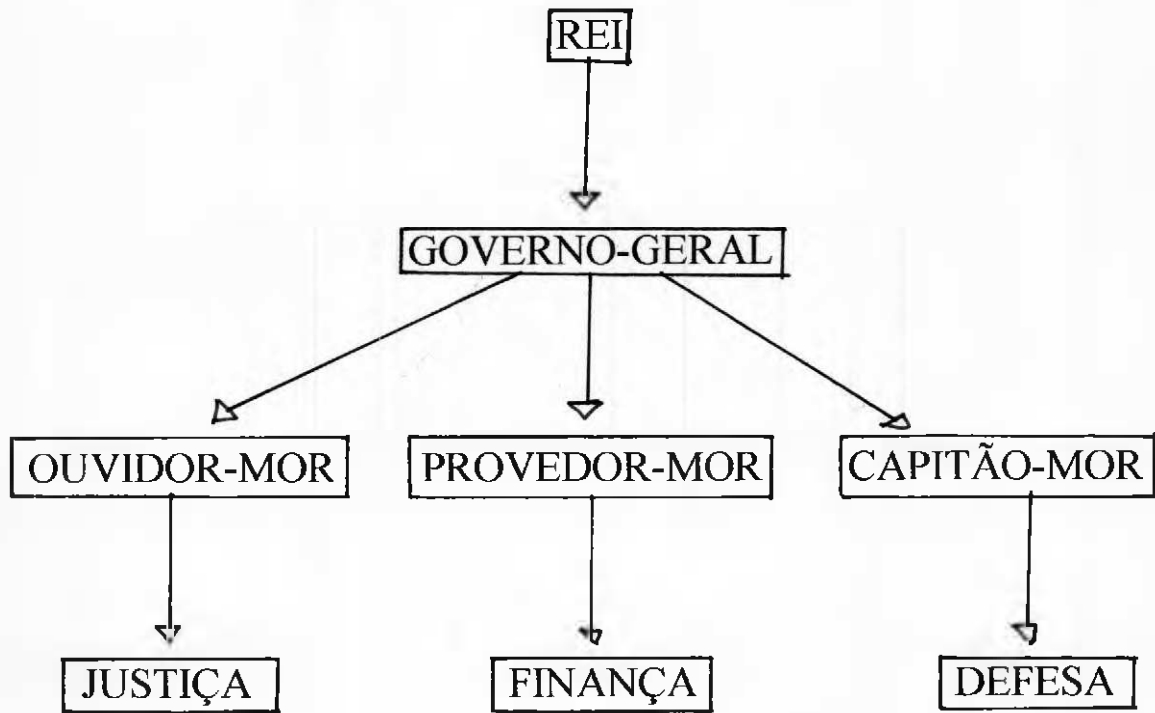 REI
GOVERNO-GERAL
OUVIDOR-MOR
PROVEDOR-MOR
CAPITÃO-MOR
JUSTIÇA
FINANÇA
DEFESA